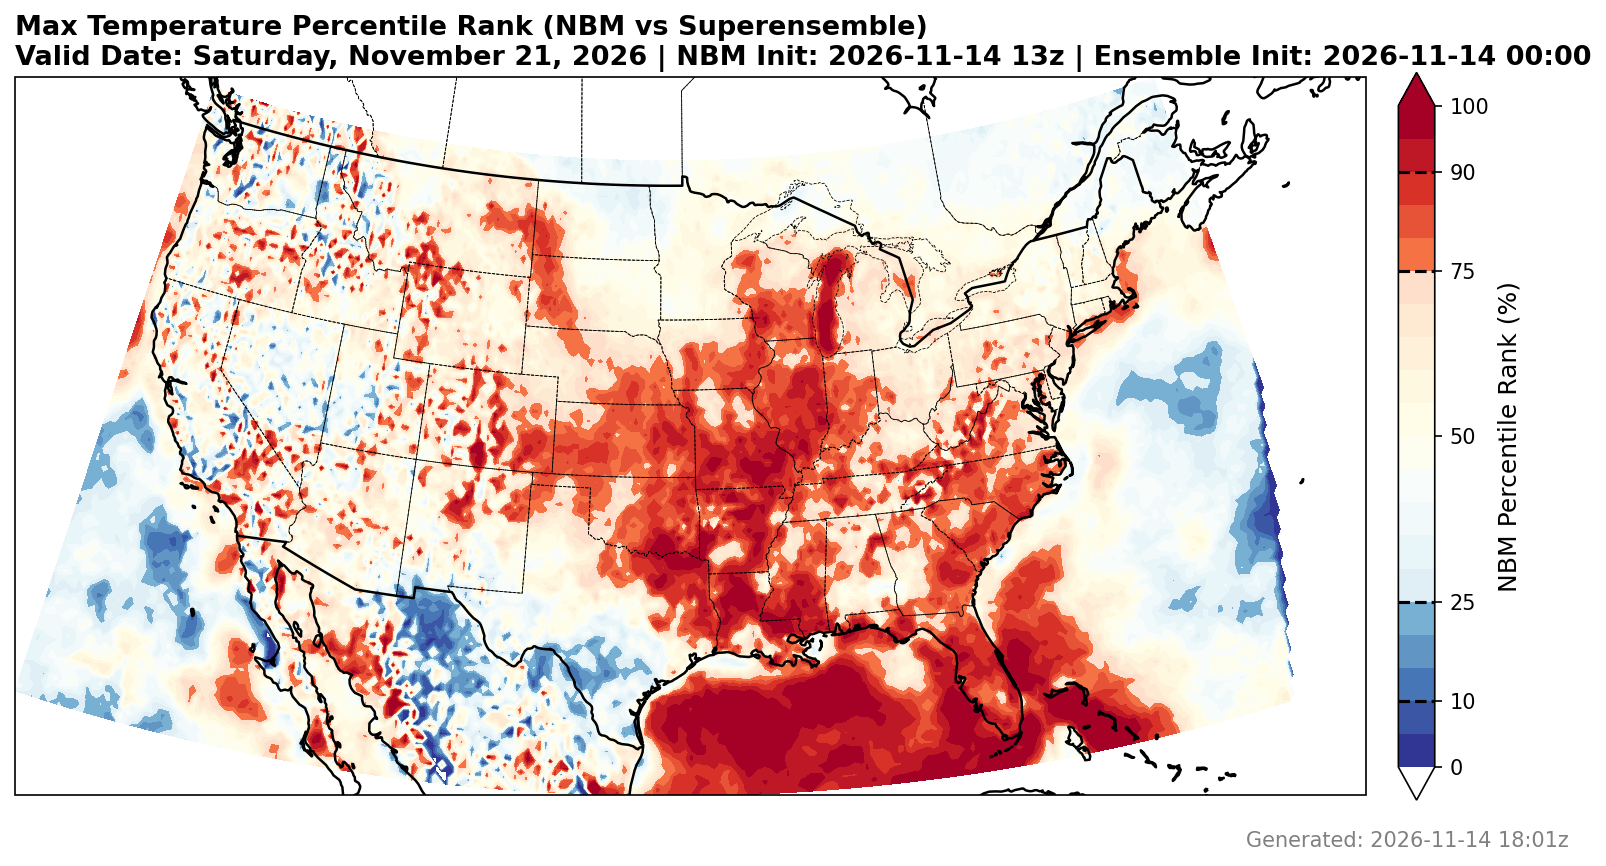 Max Temperature Percentile Rank (NBM vs Superensemble)
Valid Date: Saturday, November 21, 2026 | NBM Init: 2026-11-14 13z | Ensemble Init: 2026-11-14 00:00
100
90
75
50
25
10
0
NBM Percentile Rank (%)
Generated: 2026-11-14 18:01z